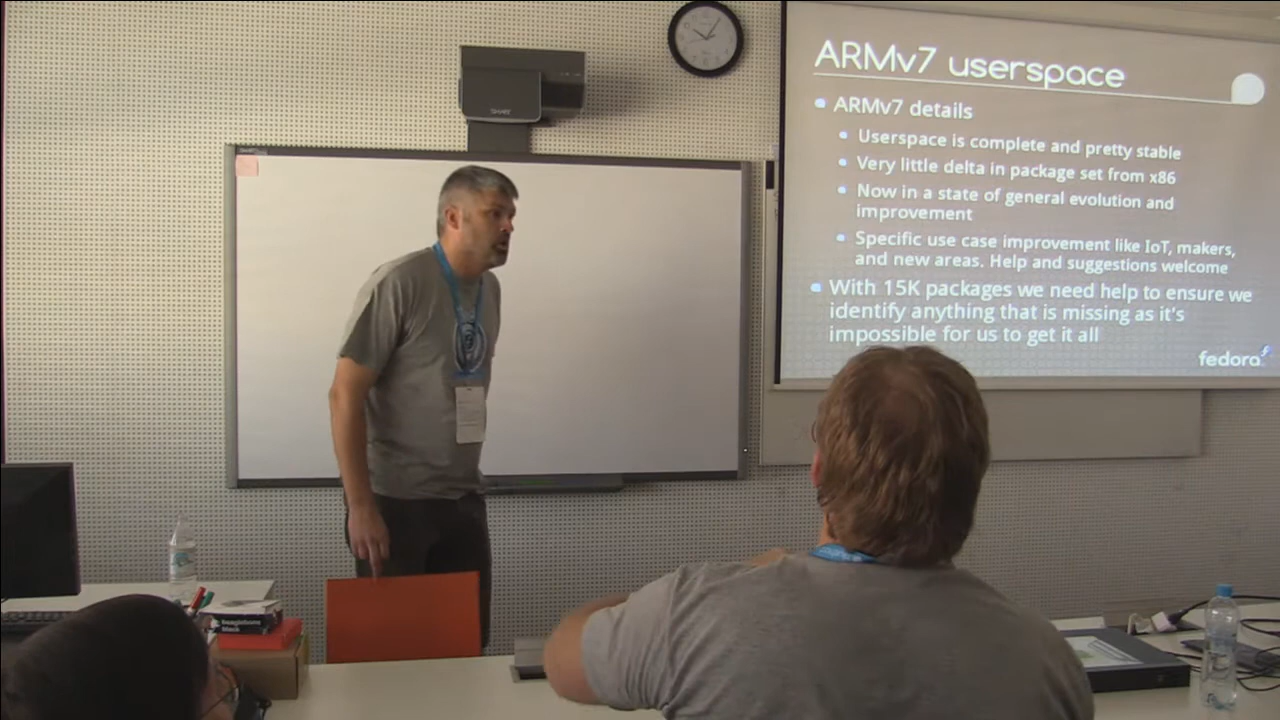 ARMv7 userspace
ARMv7 details
Userspace is complete and pretty stable
Very little delta in package set from x86
Now in a state of general evolution and
improvement
Specific use case improvement like IoT, makers,
and new areas. Help and suggestions welcome
With 15K packages we need help to ensure we
identify anything that is missing as it's
impossible for us to get it all
fedora
SMART
Beaglebone
Black